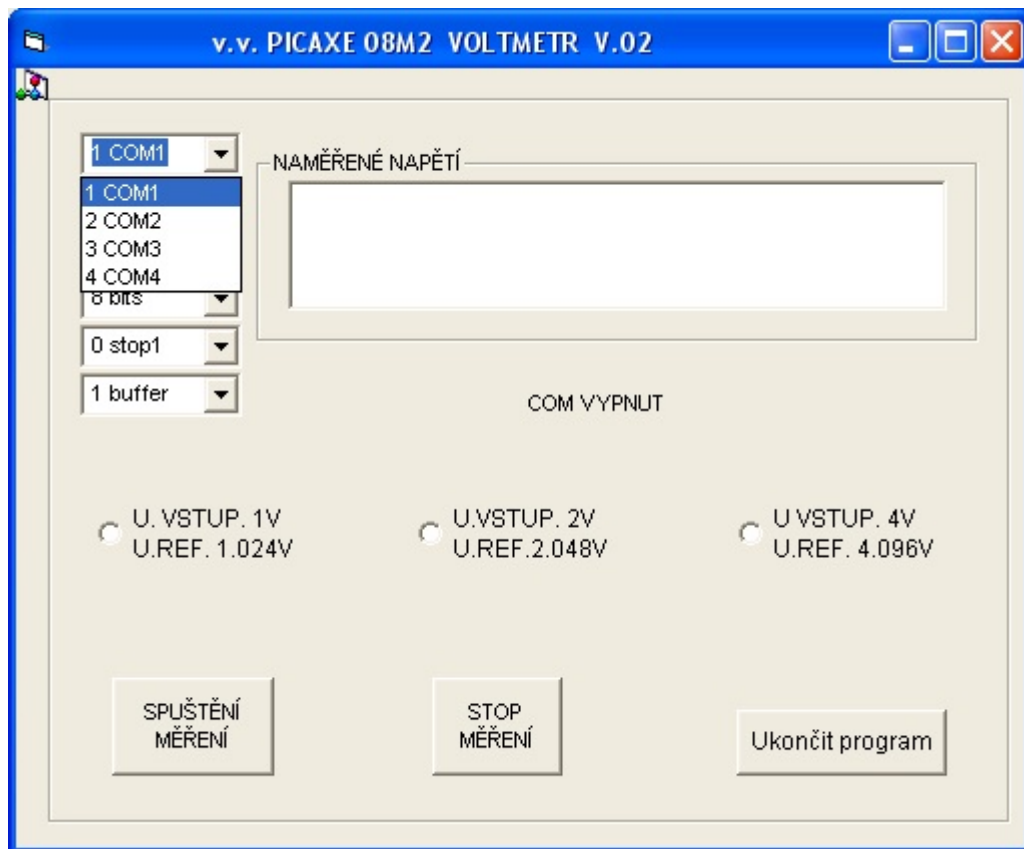 v.v. PICAXE 08M2 VOLTMETR V.02
1 COM1
1 COM1
2 COM2
3 COM3
4 COM4
8 bits
0 stop1
1 buffer
NAMĚŘENÉ NAPĚTÍ
COM VYPNUT
U. VSTUP. 1V
U.REF. 1.024V
U.VSTUP. 2V
U.REF.2.048V
U VSTUP. 4V
U.REF. 4.096V
SPUŠTĚNÍ
MĚŘENÍ
STOP
MĚŘENÍ
Ukončit program